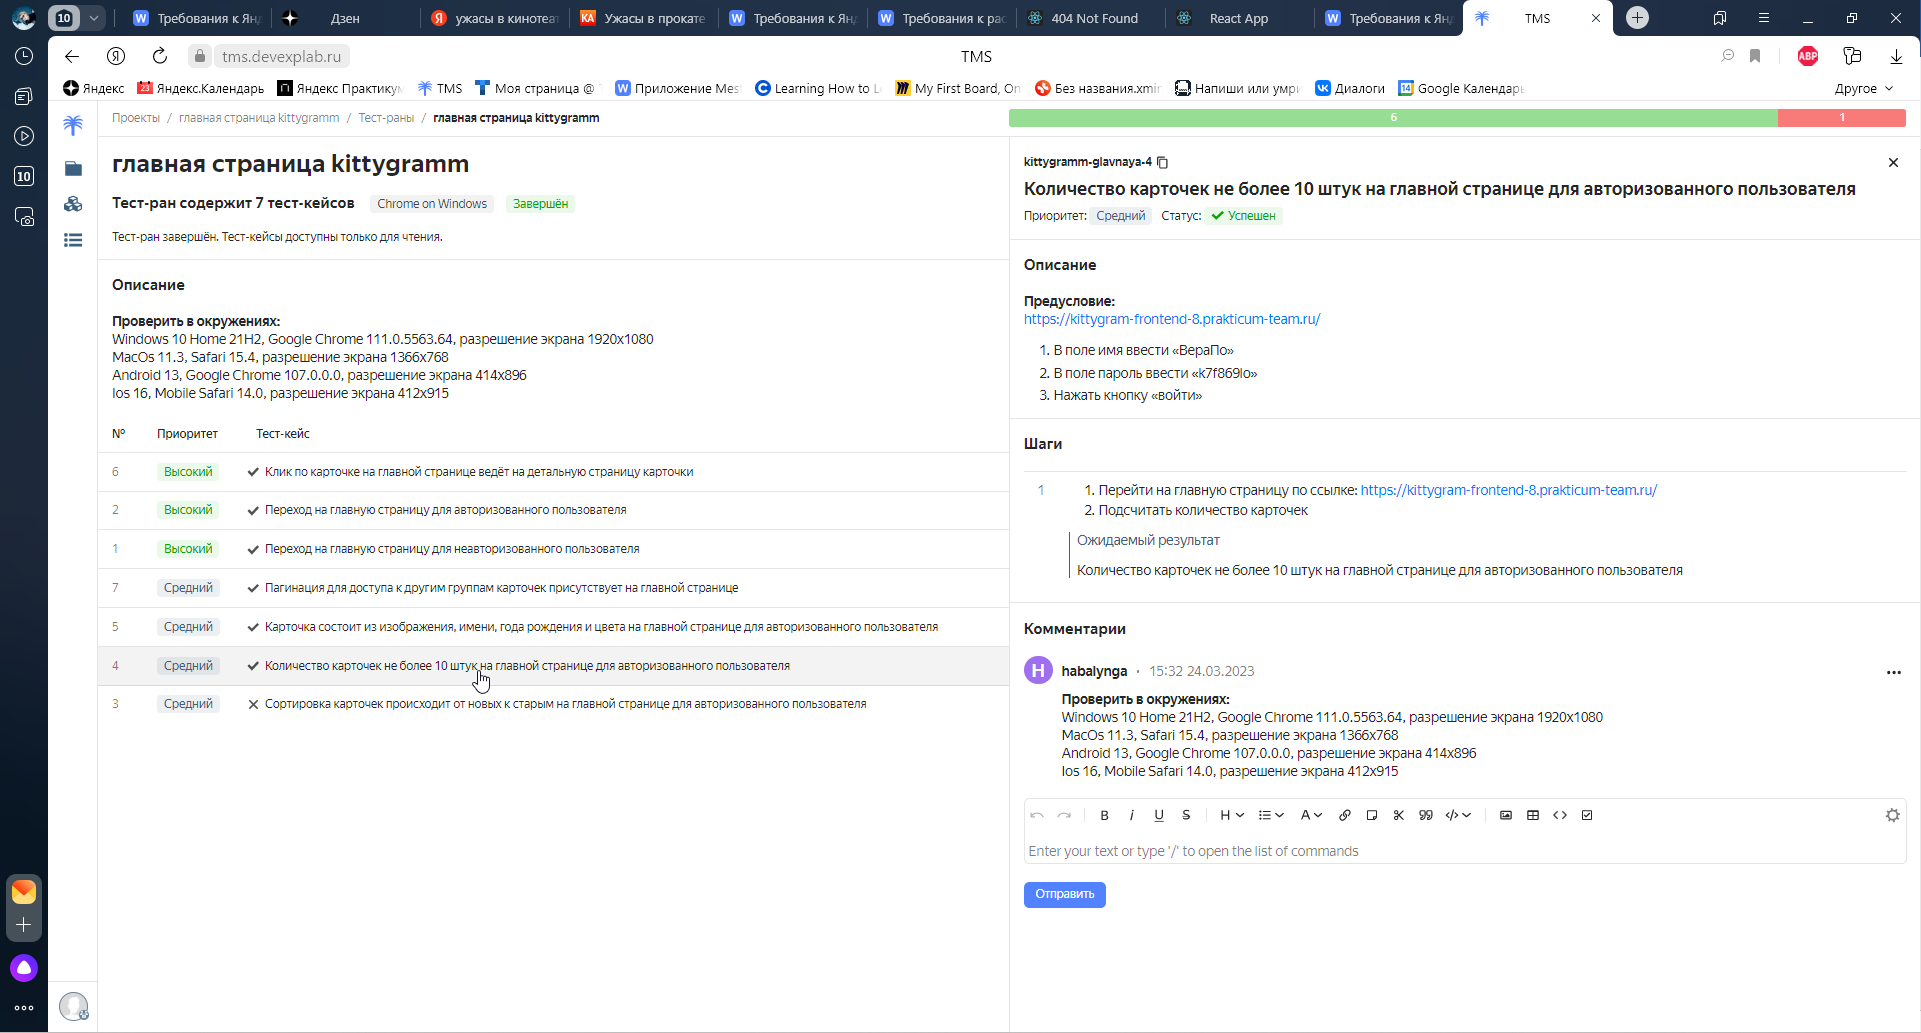 10
Требования к Янд
Дзен
ужасы в кинотеат
Ужасы в прокате
Требования к Янд
Требования к рас
404 Not Found
React App
Требования к Янд
TMS
tms.devexplab.ru
TMS
Яндекс
Яндекс.Календарь
Яндекс Практику
TMS
Моя страница @
Приложение Mes
Learning How to L
My First Board, On
Без названия.xmin
Напиши или умри
Диалоги
Google Календарь
Другое
Проекты / главная страница kittygramm / Тест-раны / главная страница kittygramm
6
1
10
главная страница kittygramm
Тест-ран содержит 7 тест-кейсов
Chrome on Windows
Завершён
Тест-ран завершён. Тест-кейсы доступны только для чтения.
Описание
Проверить в окружениях:
Windows 10 Home 21H2, Google Chrome 111.0.5563.64, разрешение экрана 1920x1080
MacOs 11.3, Safari 15.4, разрешение экрана 1366x768
Android 13, Google Chrome 107.0.0.0, разрешение экрана 414x896
Ios 16, Mobile Safari 14.0, разрешение экрана 412x915
№ Приоритет Тест-кейс
6 Высокий Клик по карточке на главной странице ведёт на детальную страницу карточки
2 Высокий Переход на главную страницу для авторизованного пользователя
1 Высокий Переход на главную страницу для неавторизованного пользователя
7 Средний Пагинация для доступа к другим группам карточек присутствует на главной странице
5 Средний Карточка состоит из изображения, имени, года рождения и цвета на главной странице для авторизованного пользователя
4 Средний Количество карточек не более 10 штук на главной странице для авторизованного пользователя
3 Средний Сортировка карточек происходит от новых к старым на главной странице для авторизованного пользователя
kittygramm-glavnaya-4
Количество карточек не более 10 штук на главной странице для авторизованного пользователя
Приоритет: Средний Статус: Успешен
Описание
Предусловие:
https://kittygram-frontend-8.prakticum-team.ru/
1. В поле имя ввести «ВераПо»
2. В поле пароль ввести «k7f869lo»
3. Нажать кнопку «войти»
Шаги
1
1. Перейти на главную страницу по ссылке: https://kittygram-frontend-8.prakticum-team.ru/
2. Подсчитать количество карточек
Ожидаемый результат
Количество карточек не более 10 штук на главной странице для авторизованного пользователя
Комментарии
H habalynga · 15:32 24.03.2023
Проверить в окружениях:
Windows 10 Home 21H2, Google Chrome 111.0.5563.64, разрешение экрана 1920x1080
MacOs 11.3, Safari 15.4, разрешение экрана 1366x768
Android 13, Google Chrome 107.0.0.0, разрешение экрана 414x896
Ios 16, Mobile Safari 14.0, разрешение экрана 412x915
B i U S H A
Enter your text or type '/' to open the list of commands
Отправить